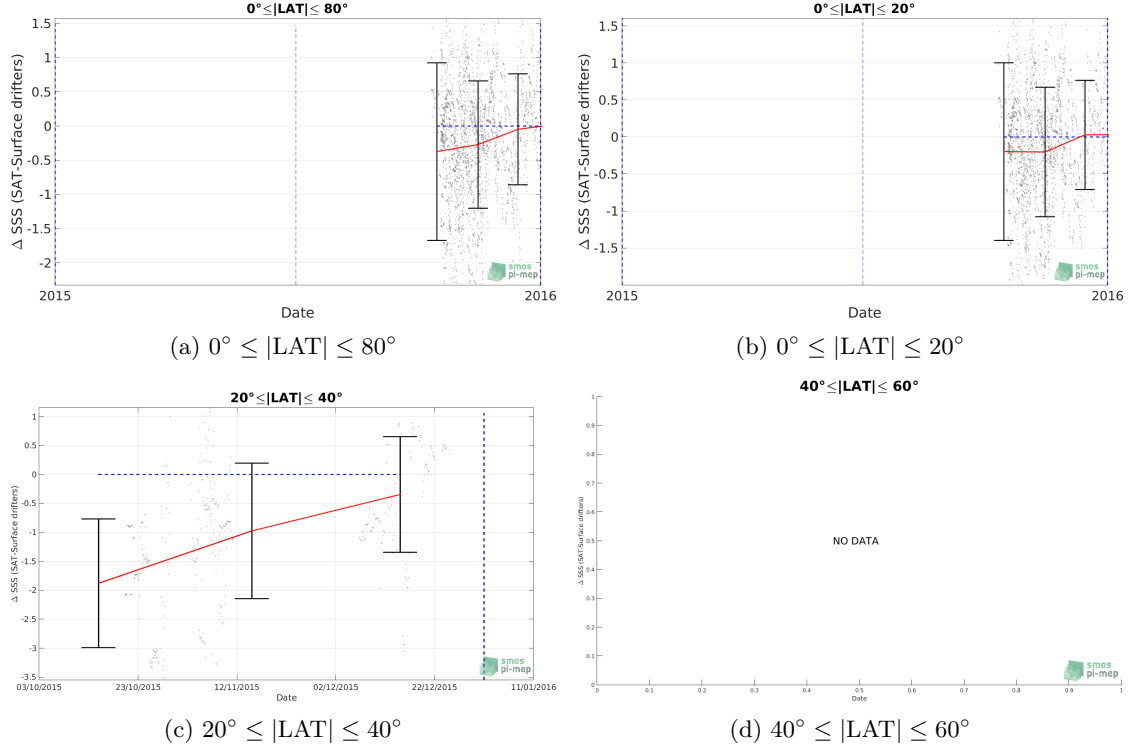 0°≤|LAT|≤ 80°
Δ SSS (SAT-Surface drifters)
1.5
1
0.5
0
-0.5
-1
-1.5
-2
2015
2016
Date
smos
pi-mep
(a) 0° ≤ |LAT| ≤ 80°
0°≤|LAT|≤ 20°
Δ SSS (SAT-Surface drifters)
1.5
1
0.5
0
-0.5
-1
-1.5
2015
2016
Date
smos
pi-mep
(b) 0° ≤ |LAT| ≤ 20°
20°≤|LAT|≤ 40°
Δ SSS (SAT-Surface drifters)
1
0.5
0
-0.5
-1
-1.5
-2
-2.5
-3
-3.5
03/10/2015
23/10/2015
12/11/2015
02/12/2015
22/12/2015
11/01/2016
Date
smos
pi-mep
(c) 20° ≤ |LAT| ≤ 40°
40°≤|LAT|≤ 60°
Δ SSS (SAT-Surface drifters)
1
0.9
0.8
0.7
0.6
0.5
0.4
0.3
0.2
0.1
0
NO DATA
0
0.1
0.2
0.3
0.4
0.5
0.6
0.7
0.8
0.9
1
Date
smos
pi-mep
(d) 40° ≤ |LAT| ≤ 60°